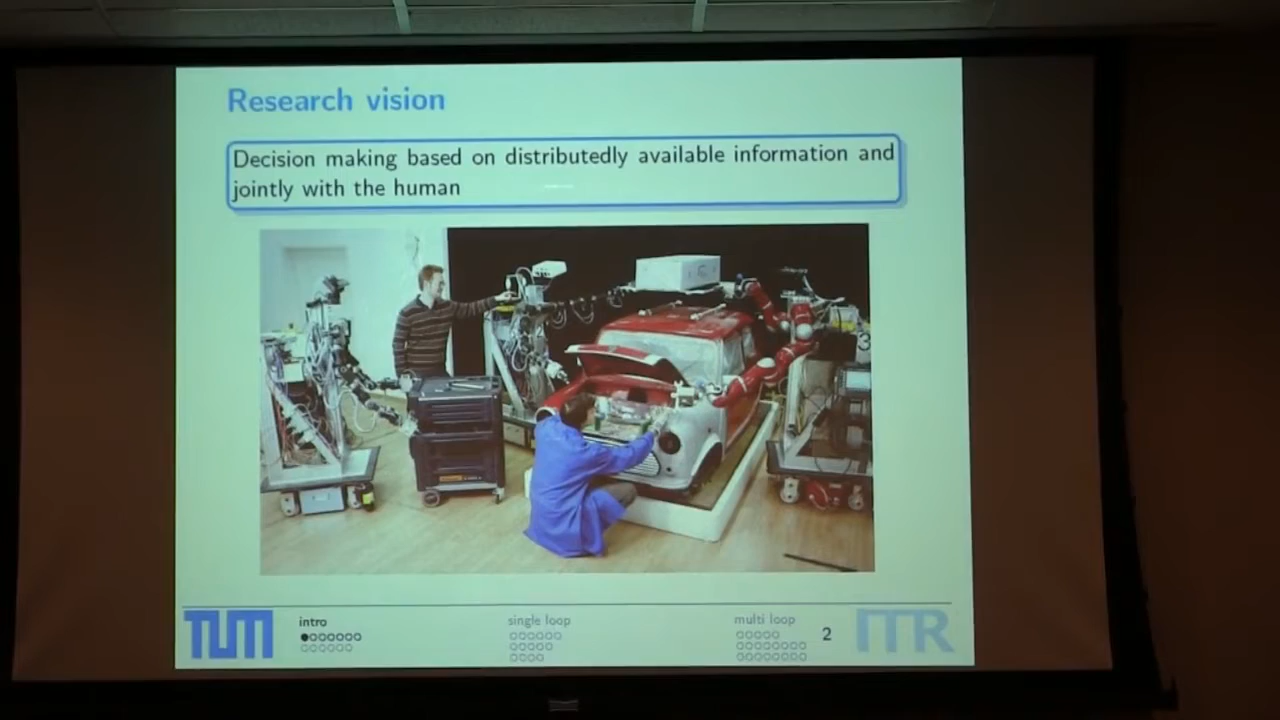 Research vision
Decision making based on distributedly available information and
jointly with the human
3
TUM
intro
single loop
multi loop
2
ITR